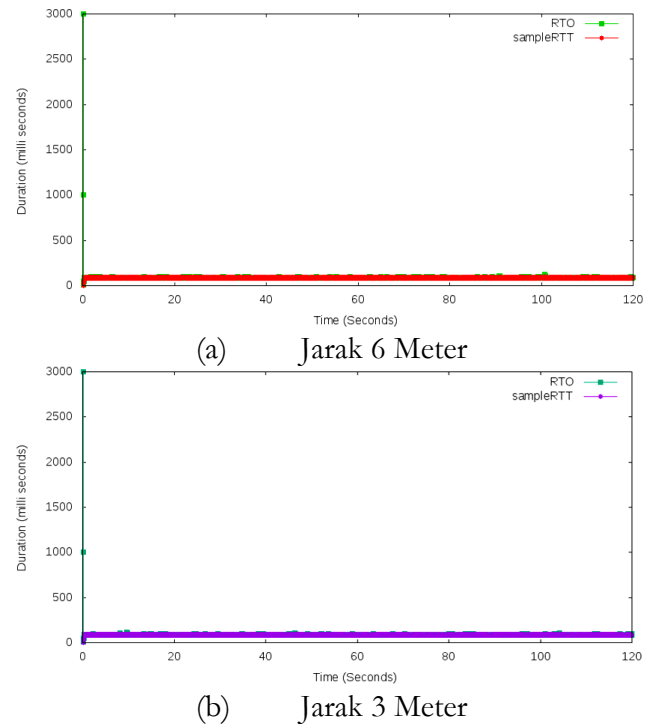 3000
2500
2000
1500
1000
500
0
Duration (milli seconds)
RTO
sampleRTT
0 20 40 60 80 100 120
Time (Seconds)
(a) Jarak 6 Meter
3000
2500
2000
1500
1000
500
0
Duration (milli seconds)
RTO
sampleRTT
0 20 40 60 80 100 120
Time (Seconds)
(b) Jarak 3 Meter